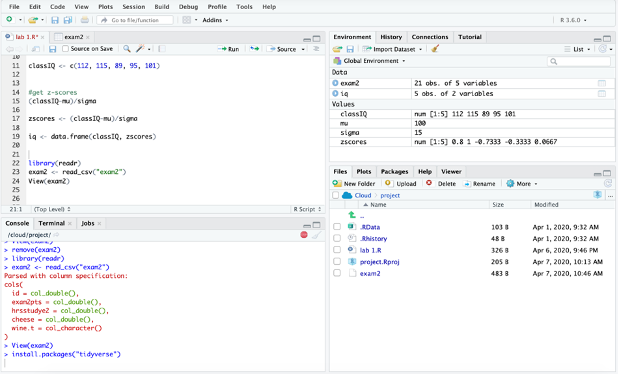 File Edit Code View Plots Session Build Debug Profile Tools Help
Go to file/function Addins R 3.6.0
lab 1.R* exam2
Source on Save Run Source
10
11 classIQ <- c(112, 115, 89, 95, 101)
12
13
14 #get z-scores
15 (classIQ-mu)/sigma
16
17 zscores <- (classIQ-mu)/sigma
18
19 iq <- data.frame(classIQ, zscores)
20
21
22 library(readr)
23 exam2 <- read_csv("exam2")
24 View(exam2)
25
26
21:1 (Top Level) R Script
Console Terminal Jobs
/cloud/project/
> View(exam2)
> remove(exam2)
> library(readr)
> exam2 <- read_csv("exam2")
Parsed with column specification:
cols(
id = col_double(),
exam2pts = col_double(),
hrsstudye2 = col_double(),
cheese = col_double(),
wine.t = col_character()
)
> View(exam2)
> install.packages("tidyverse")
Environment History Connections Tutorial
Import Dataset List
Global Environment
Data
exam2 21 obs. of 5 variables
iq 5 obs. of 2 variables
Values
classIQ num [1:5] 112 115 89 95 101
mu 100
sigma 15
zscores num [1:5] 0.8 1 -0.7333 -0.3333 0.0667
Files Plots Packages Help Viewer
New Folder Upload Delete Rename More
Cloud project ...
Name Size Modified
..
.RData 103 B Apr 1, 2020, 9:32 AM
.Rhistory 48 B Apr 1, 2020, 9:32 AM
lab 1.R 326 B Apr 6, 2020, 9:46 PM
project.Rproj 205 B Apr 7, 2020, 10:13 AM
exam2 483 B Apr 7, 2020, 10:46 AM